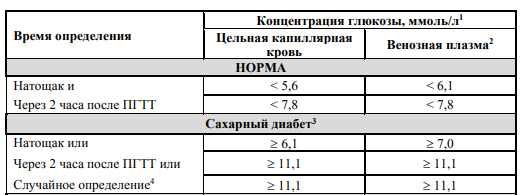 Концентрация глюкозы, ммоль/л¹
Время определения
Цельная капиллярная
кровь
Венозная плазма²
НОРМА
Натощак и < 5,6 < 6,1
Через 2 часа после ПГТТ < 7,8 < 7,8
Сахарный диабет³
Натощак или ≥ 6,1 ≥ 7,0
Через 2 часа после ПГТТ или ≥ 11,1 ≥ 11,1
Случайное определение⁴ ≥ 11,1 ≥ 11,1